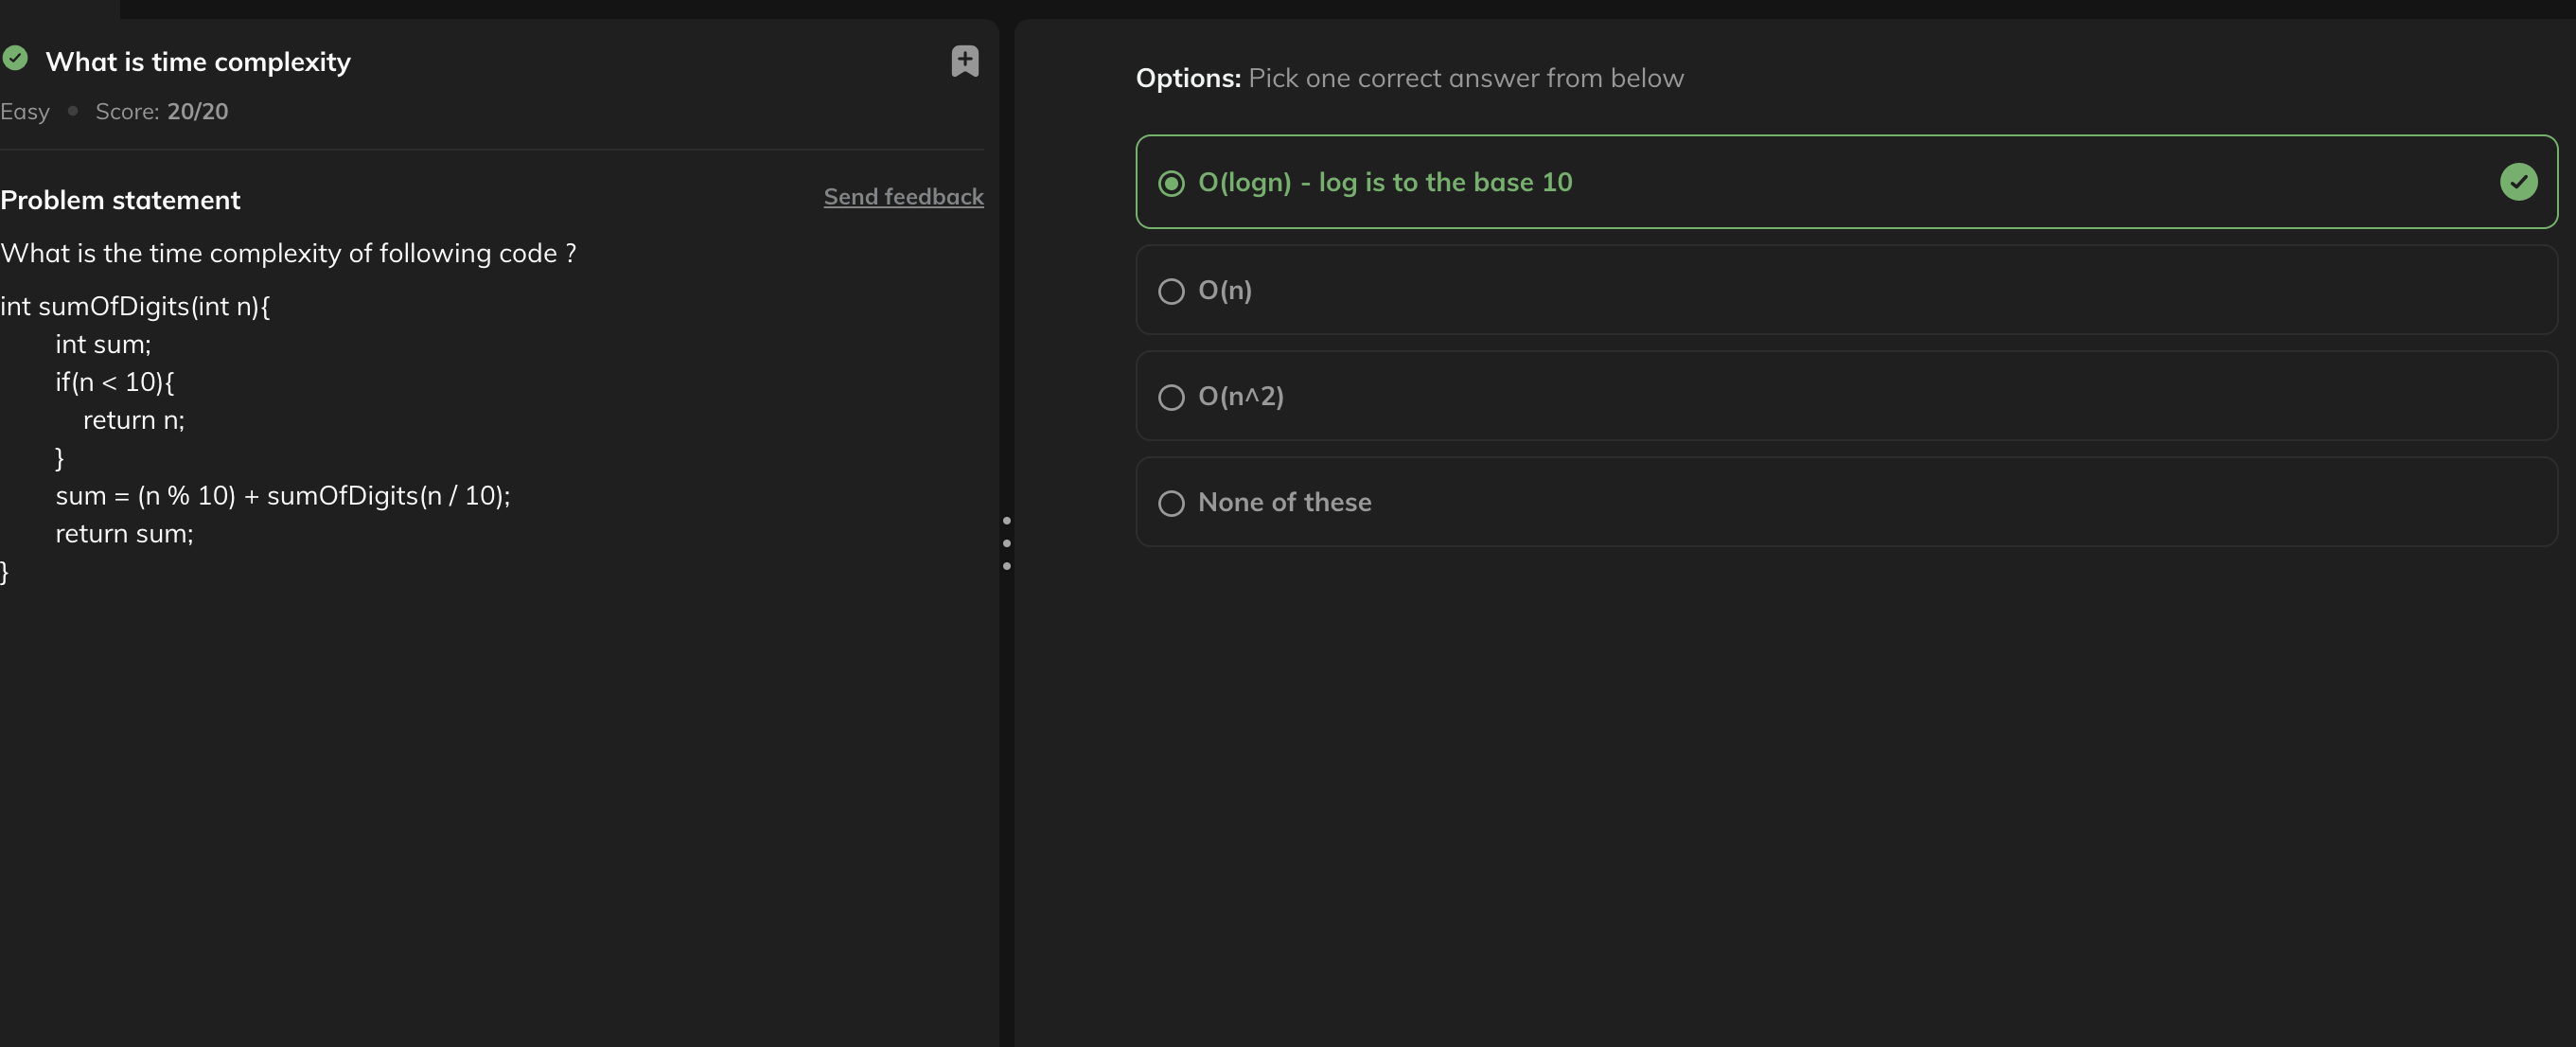 What is time complexity
Easy • Score: 20/20
Problem statement
Send feedback
What is the time complexity of following code ?
int sumOfDigits(int n){
int sum;
if(n < 10){
return n;
}
sum = (n % 10) + sumOfDigits(n / 10);
return sum;
}
Options: Pick one correct answer from below
O(logn) - log is to the base 10
O(n)
O(n^2)
None of these